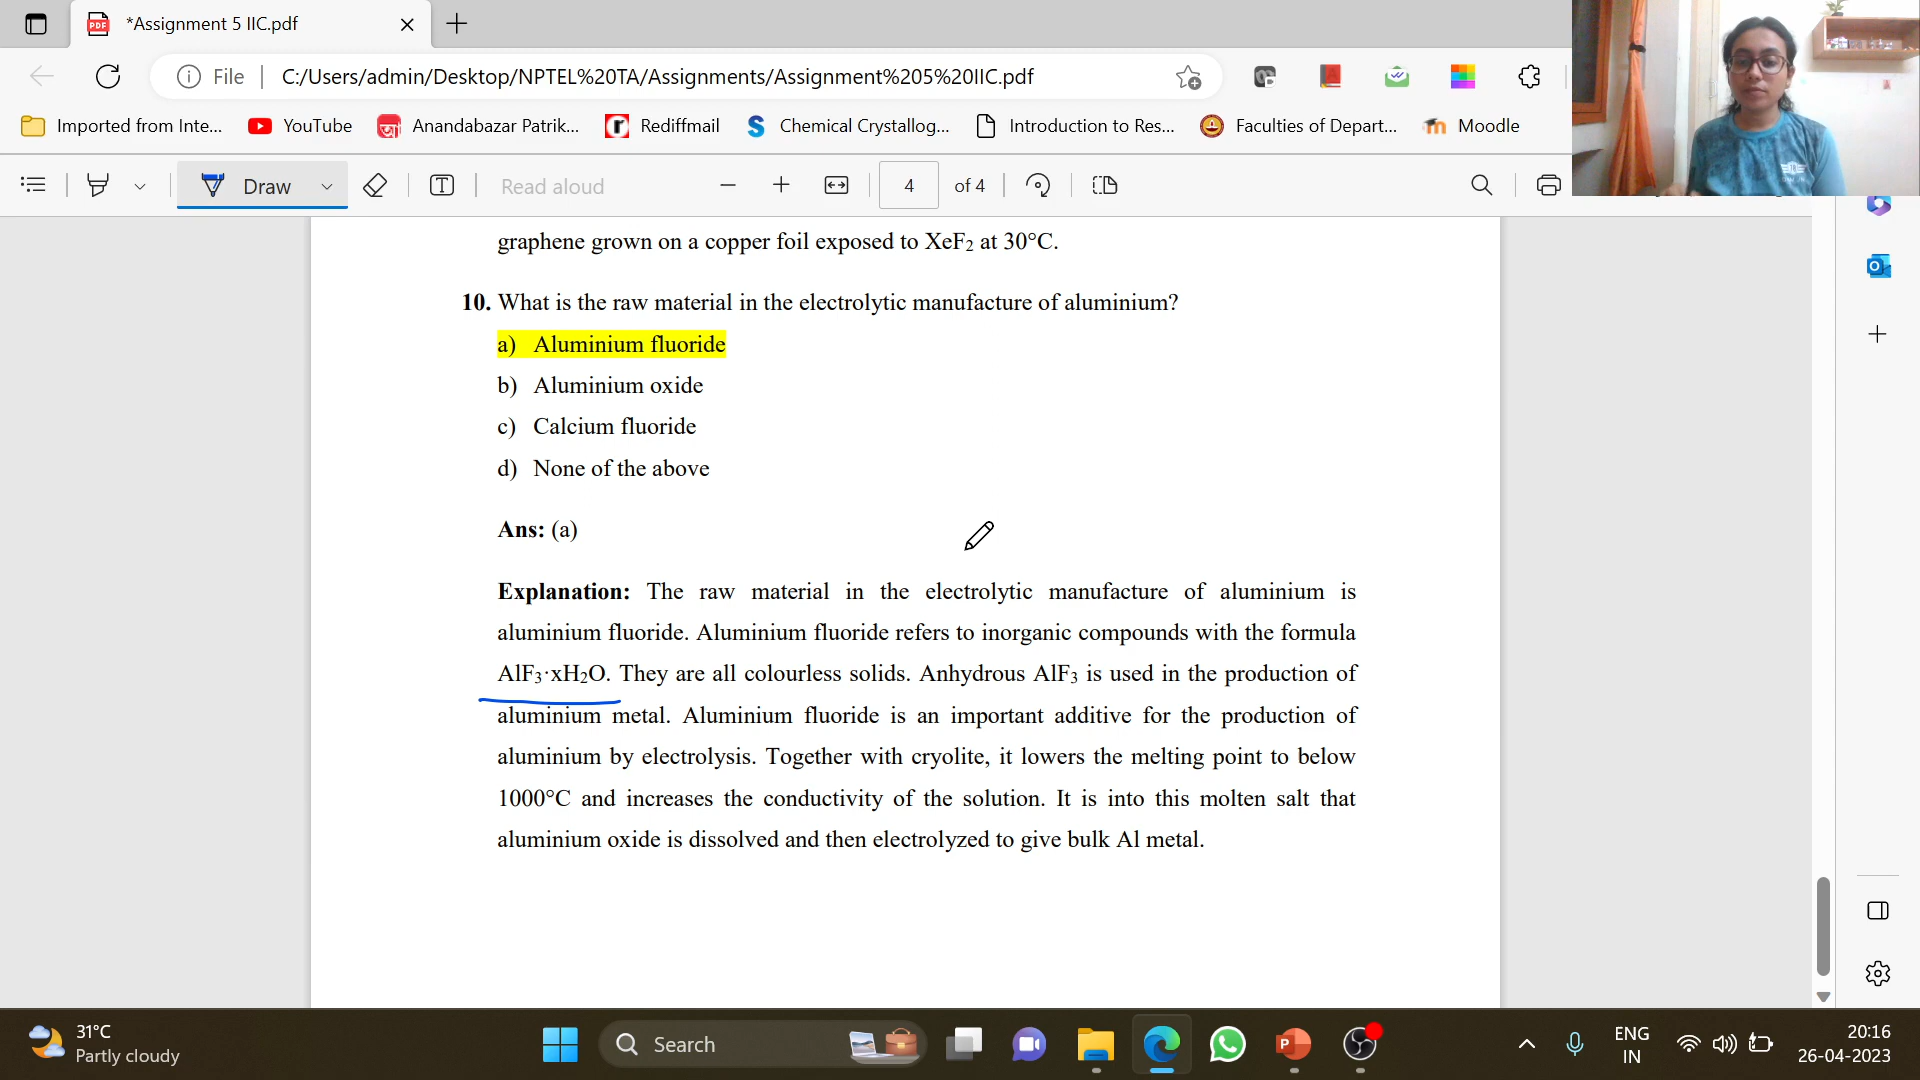 *Assignment 5 IIC.pdf
File
C:/Users/admin/Desktop/NPTEL%20TA/Assignments/Assignment%205%20IIC.pdf
Imported from Inte...
YouTube
Anandabazar Patrik...
Rediffmail
Chemical Crystallog...
Introduction to Res...
Faculties of Depart...
Moodle
Draw
Read aloud
4
of 4
graphene grown on a copper foil exposed to XeF₂ at 30°C.
10. What is the raw material in the electrolytic manufacture of aluminium?
a) Aluminium fluoride
b) Aluminium oxide
c) Calcium fluoride
d) None of the above
Ans: (a)
Explanation: The raw material in the electrolytic manufacture of aluminium is
aluminium fluoride. Aluminium fluoride refers to inorganic compounds with the formula
AlF₃·xH₂O. They are all colourless solids. Anhydrous AlF₃ is used in the production of
aluminium metal. Aluminium fluoride is an important additive for the production of
aluminium by electrolysis. Together with cryolite, it lowers the melting point to below
1000°C and increases the conductivity of the solution. It is into this molten salt that
aluminium oxide is dissolved and then electrolyzed to give bulk Al metal.
31°C
Partly cloudy
Search
ENG
IN
20:16
26-04-2023